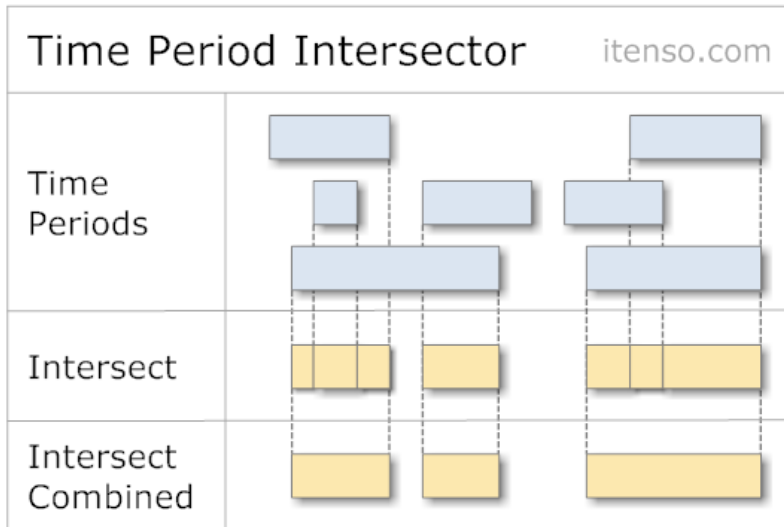 Time Period Intersector
itenso.com
Time
Periods
Intersect
Intersect
Combined